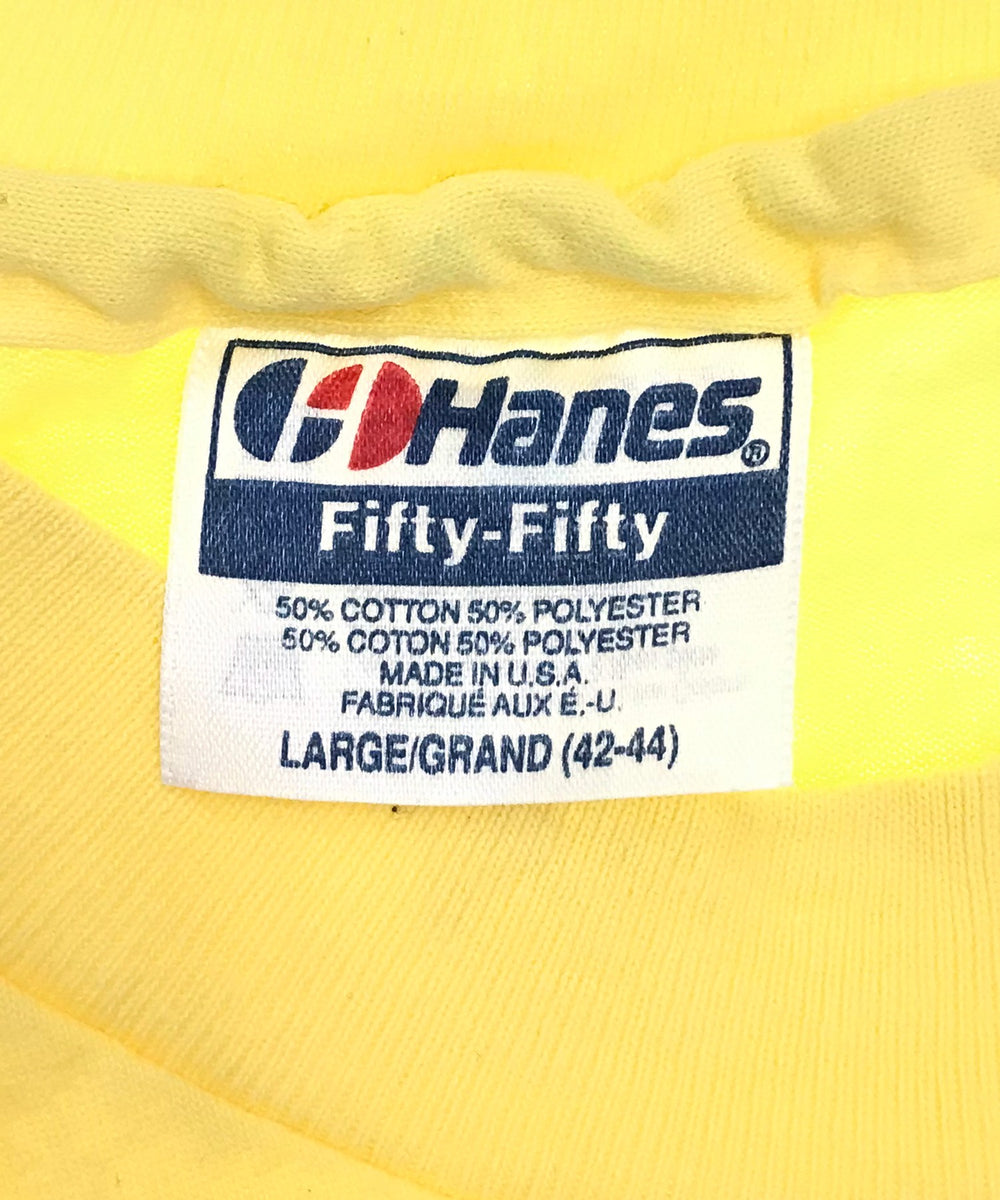 Hanes®
Fifty-Fifty
50% COTTON 50% POLYESTER
50% COTON 50% POLYESTER
MADE IN U.S.A.
FABRIQUÉ AUX É.-U.
LARGE/GRAND (42-44)